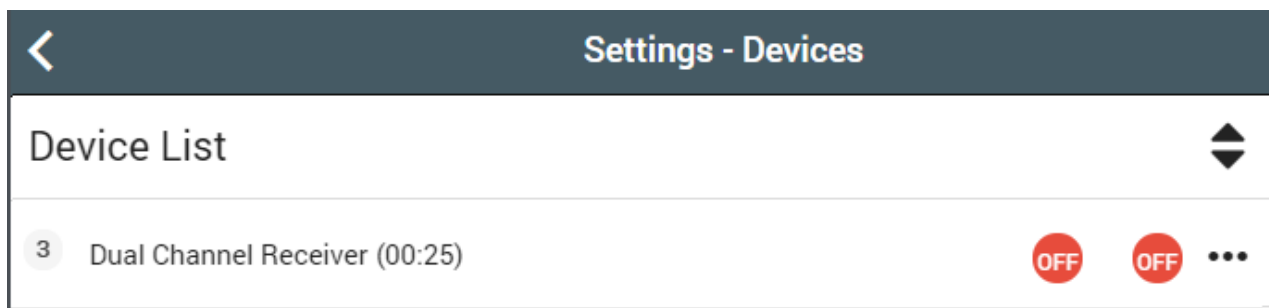 Settings - Devices
Device List
3 Dual Channel Receiver (00:25) OFF OFF